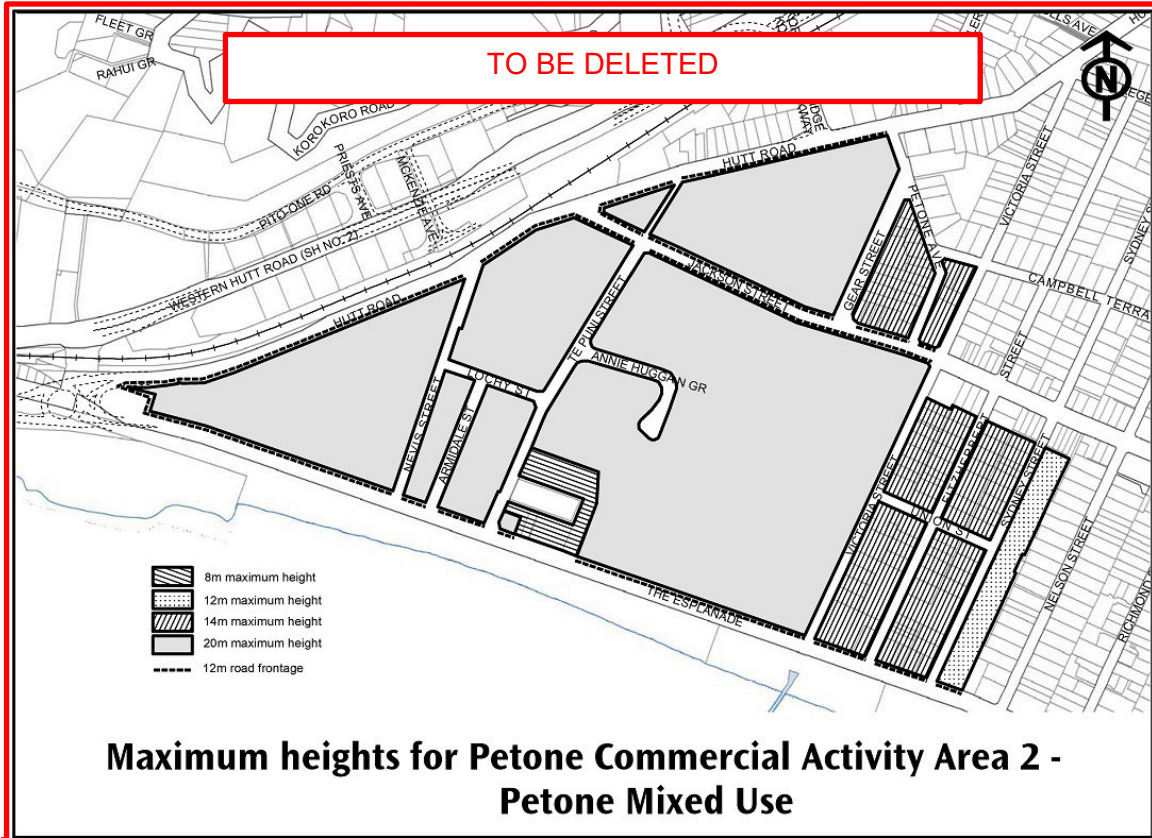 TO BE DELETED
FLEET GR
RAHUI GR
KOROKORO ROAD
PRIESTS AVE
MCKENZIE AVE
PITO-ONE RD
WESTERN HUTT ROAD (SH NO. 2)
HUTT ROAD
HUTT ROAD
N
VICTORIA STREET
PETONE AVE
GEAR STREET
JACKSON STREET
CAMPBELL TERRA
TE PUNI STREET
ANNIE HUGGAN GR
LOCHY ST
NEVIS STREET
ARMIDALE ST
STREET
VICTORIA STREET
FITZHERBERT
UNION ST
SYDNEY STREET
NELSON STREET
THE ESPLANADE
8m maximum height
12m maximum height
14m maximum height
20m maximum height
12m road frontage
Maximum heights for Petone Commercial Activity Area 2 -
Petone Mixed Use